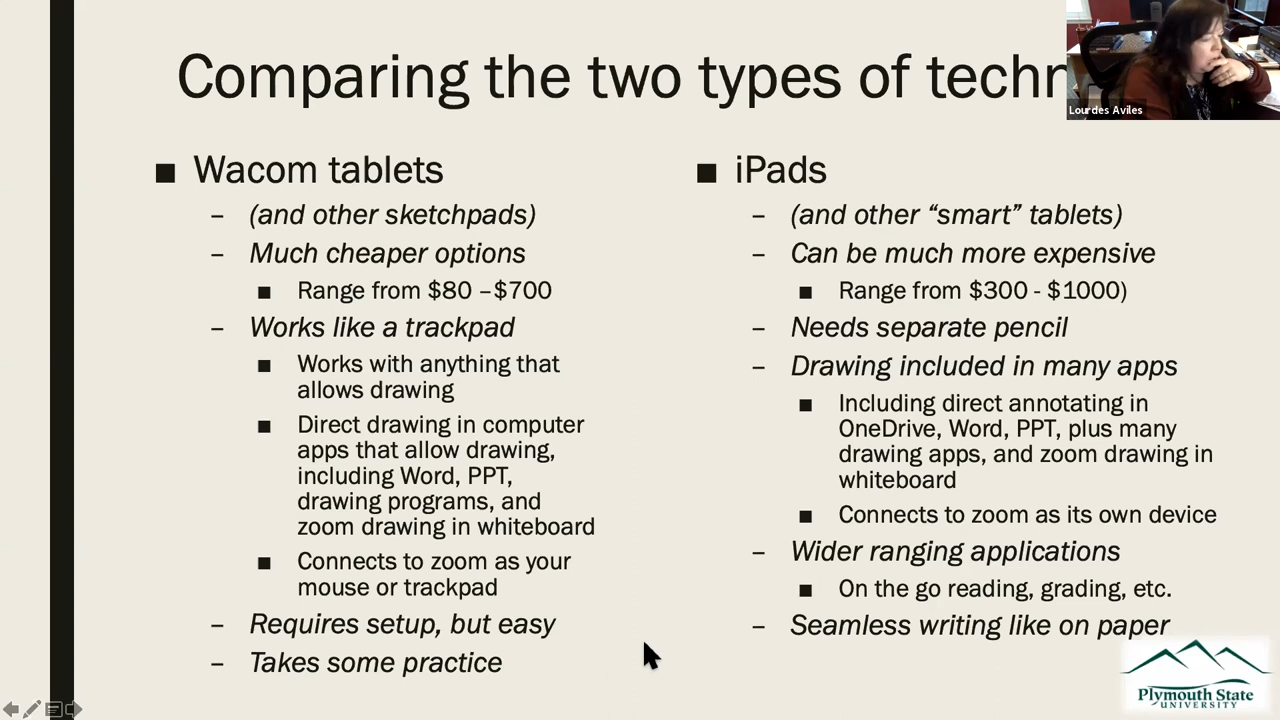 Comparing the two types of techn
Lourdes Aviles
■ Wacom tablets
– (and other sketchpads)
– Much cheaper options
■ Range from $80 –$700
– Works like a trackpad
■ Works with anything that
allows drawing
■ Direct drawing in computer
apps that allow drawing,
including Word, PPT,
drawing programs, and
zoom drawing in whiteboard
■ Connects to zoom as your
mouse or trackpad
– Requires setup, but easy
– Takes some practice
■ iPads
– (and other “smart” tablets)
– Can be much more expensive
■ Range from $300 - $1000)
– Needs separate pencil
– Drawing included in many apps
■ Including direct annotating in
OneDrive, Word, PPT, plus many
drawing apps, and zoom drawing in
whiteboard
■ Connects to zoom as its own device
– Wider ranging applications
■ On the go reading, grading, etc.
– Seamless writing like on paper
Plymouth State
UNIVERSITY